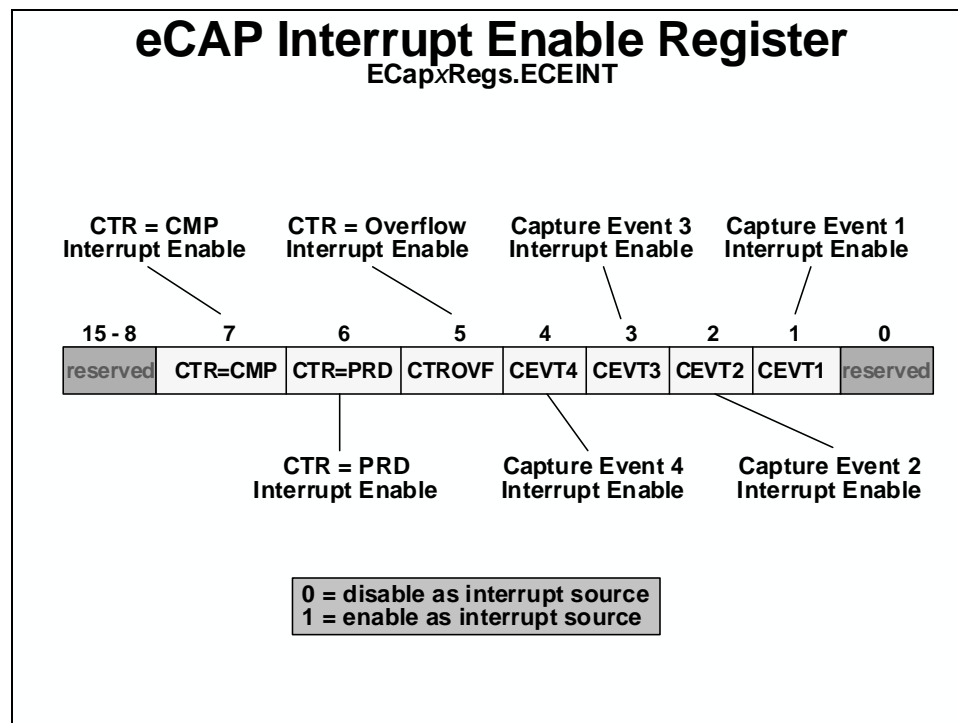 eCAP Interrupt Enable Register
ECapxRegs.ECEINT
CTR = CMP
Interrupt Enable
CTR = Overflow
Interrupt Enable
Capture Event 3
Interrupt Enable
Capture Event 1
Interrupt Enable
15 - 8 7 6 5 4 3 2 1 0
reserved CTR=CMP CTR=PRD CTROVF CEVT4 CEVT3 CEVT2 CEVT1 reserved
CTR = PRD
Interrupt Enable
Capture Event 4
Interrupt Enable
Capture Event 2
Interrupt Enable
0 = disable as interrupt source
1 = enable as interrupt source